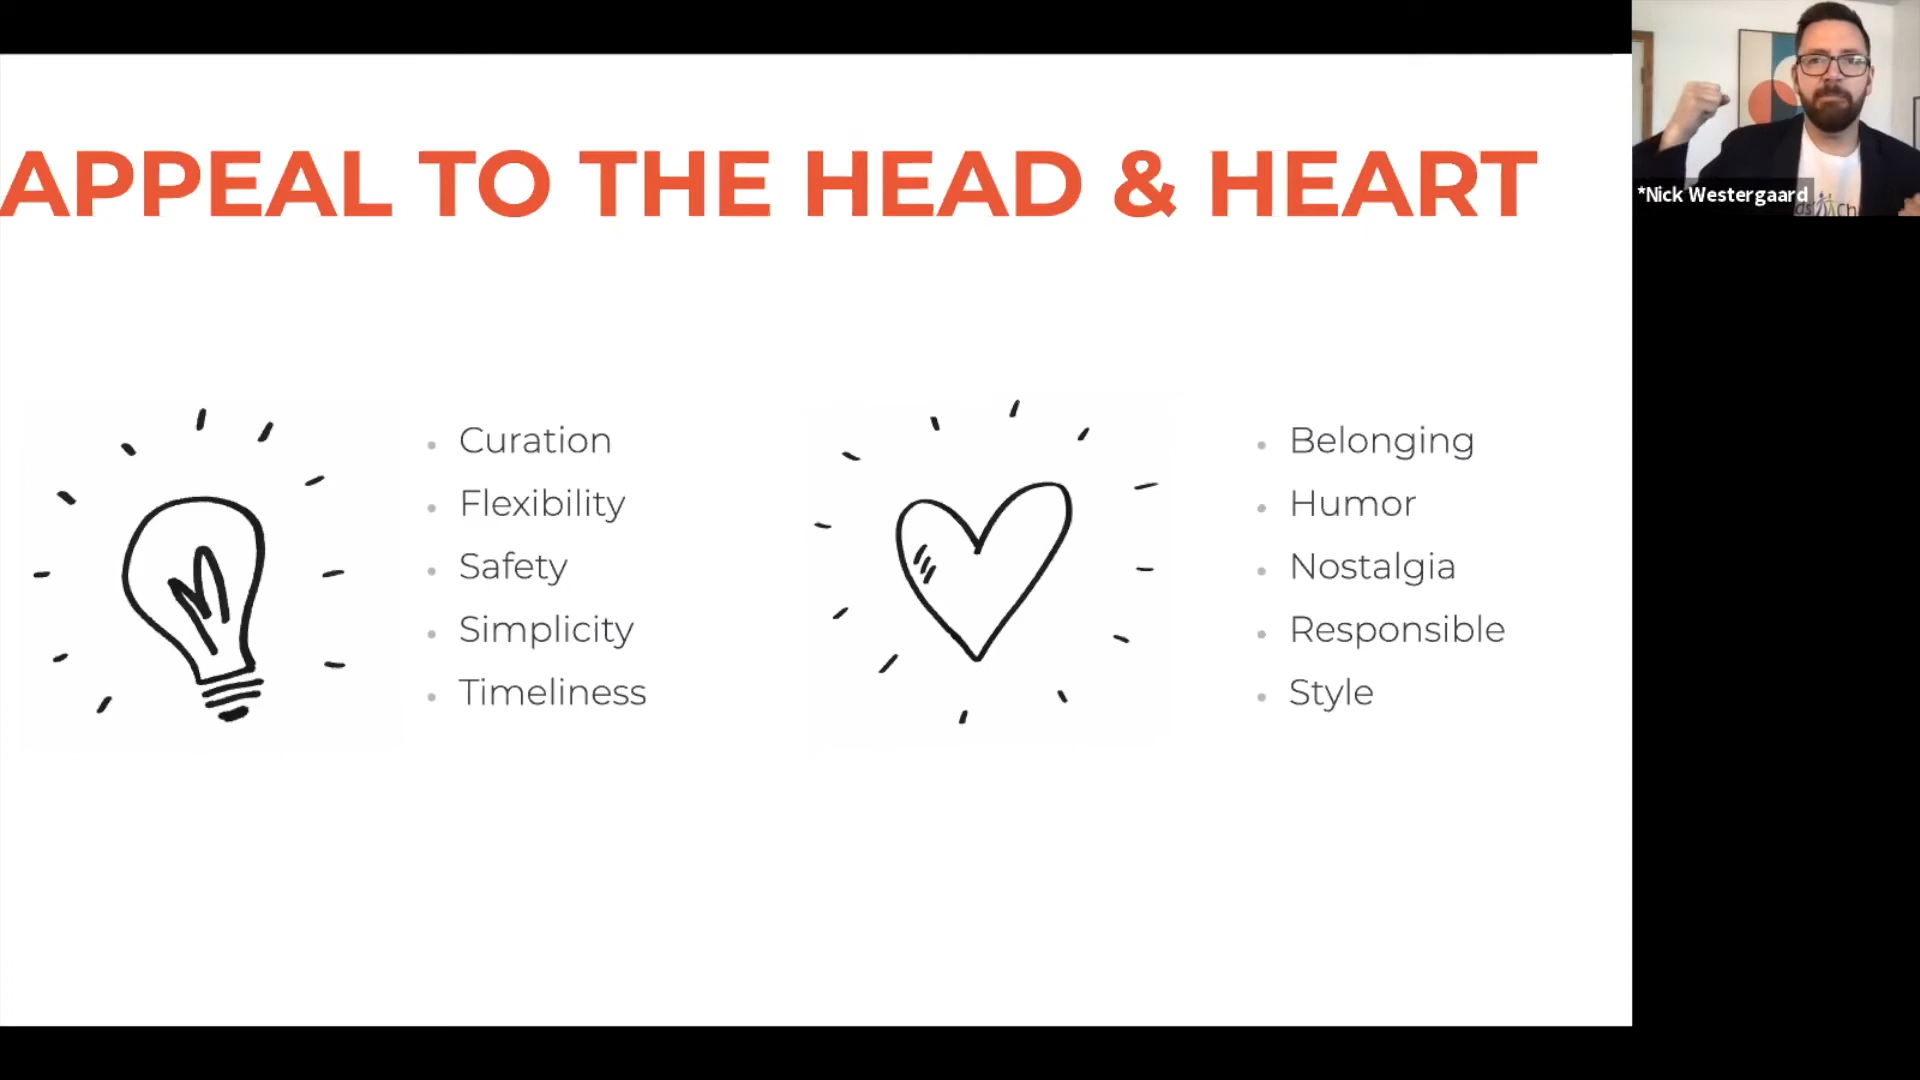 APPEAL TO THE HEAD & HEART
Curation
Flexibility
Safety
Simplicity
Timeliness
Belonging
Humor
Nostalgia
Responsible
Style
*Nick Westergaard